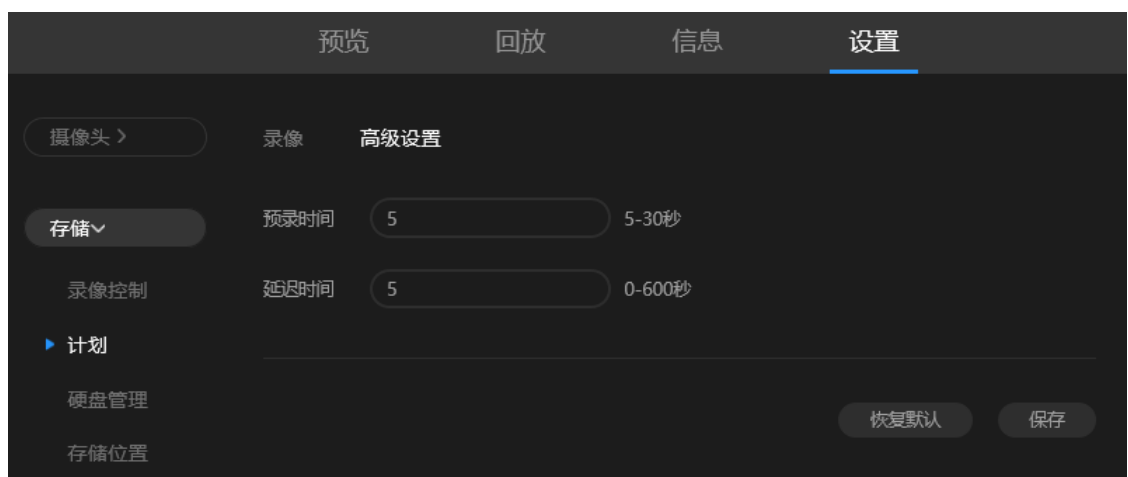 预览 回放 信息 设置
摄像头 >
录像 高级设置
存储
预录时间 5 5-30秒
录像控制
延迟时间 5 0-600秒
计划
硬盘管理
恢复默认 保存
存储位置